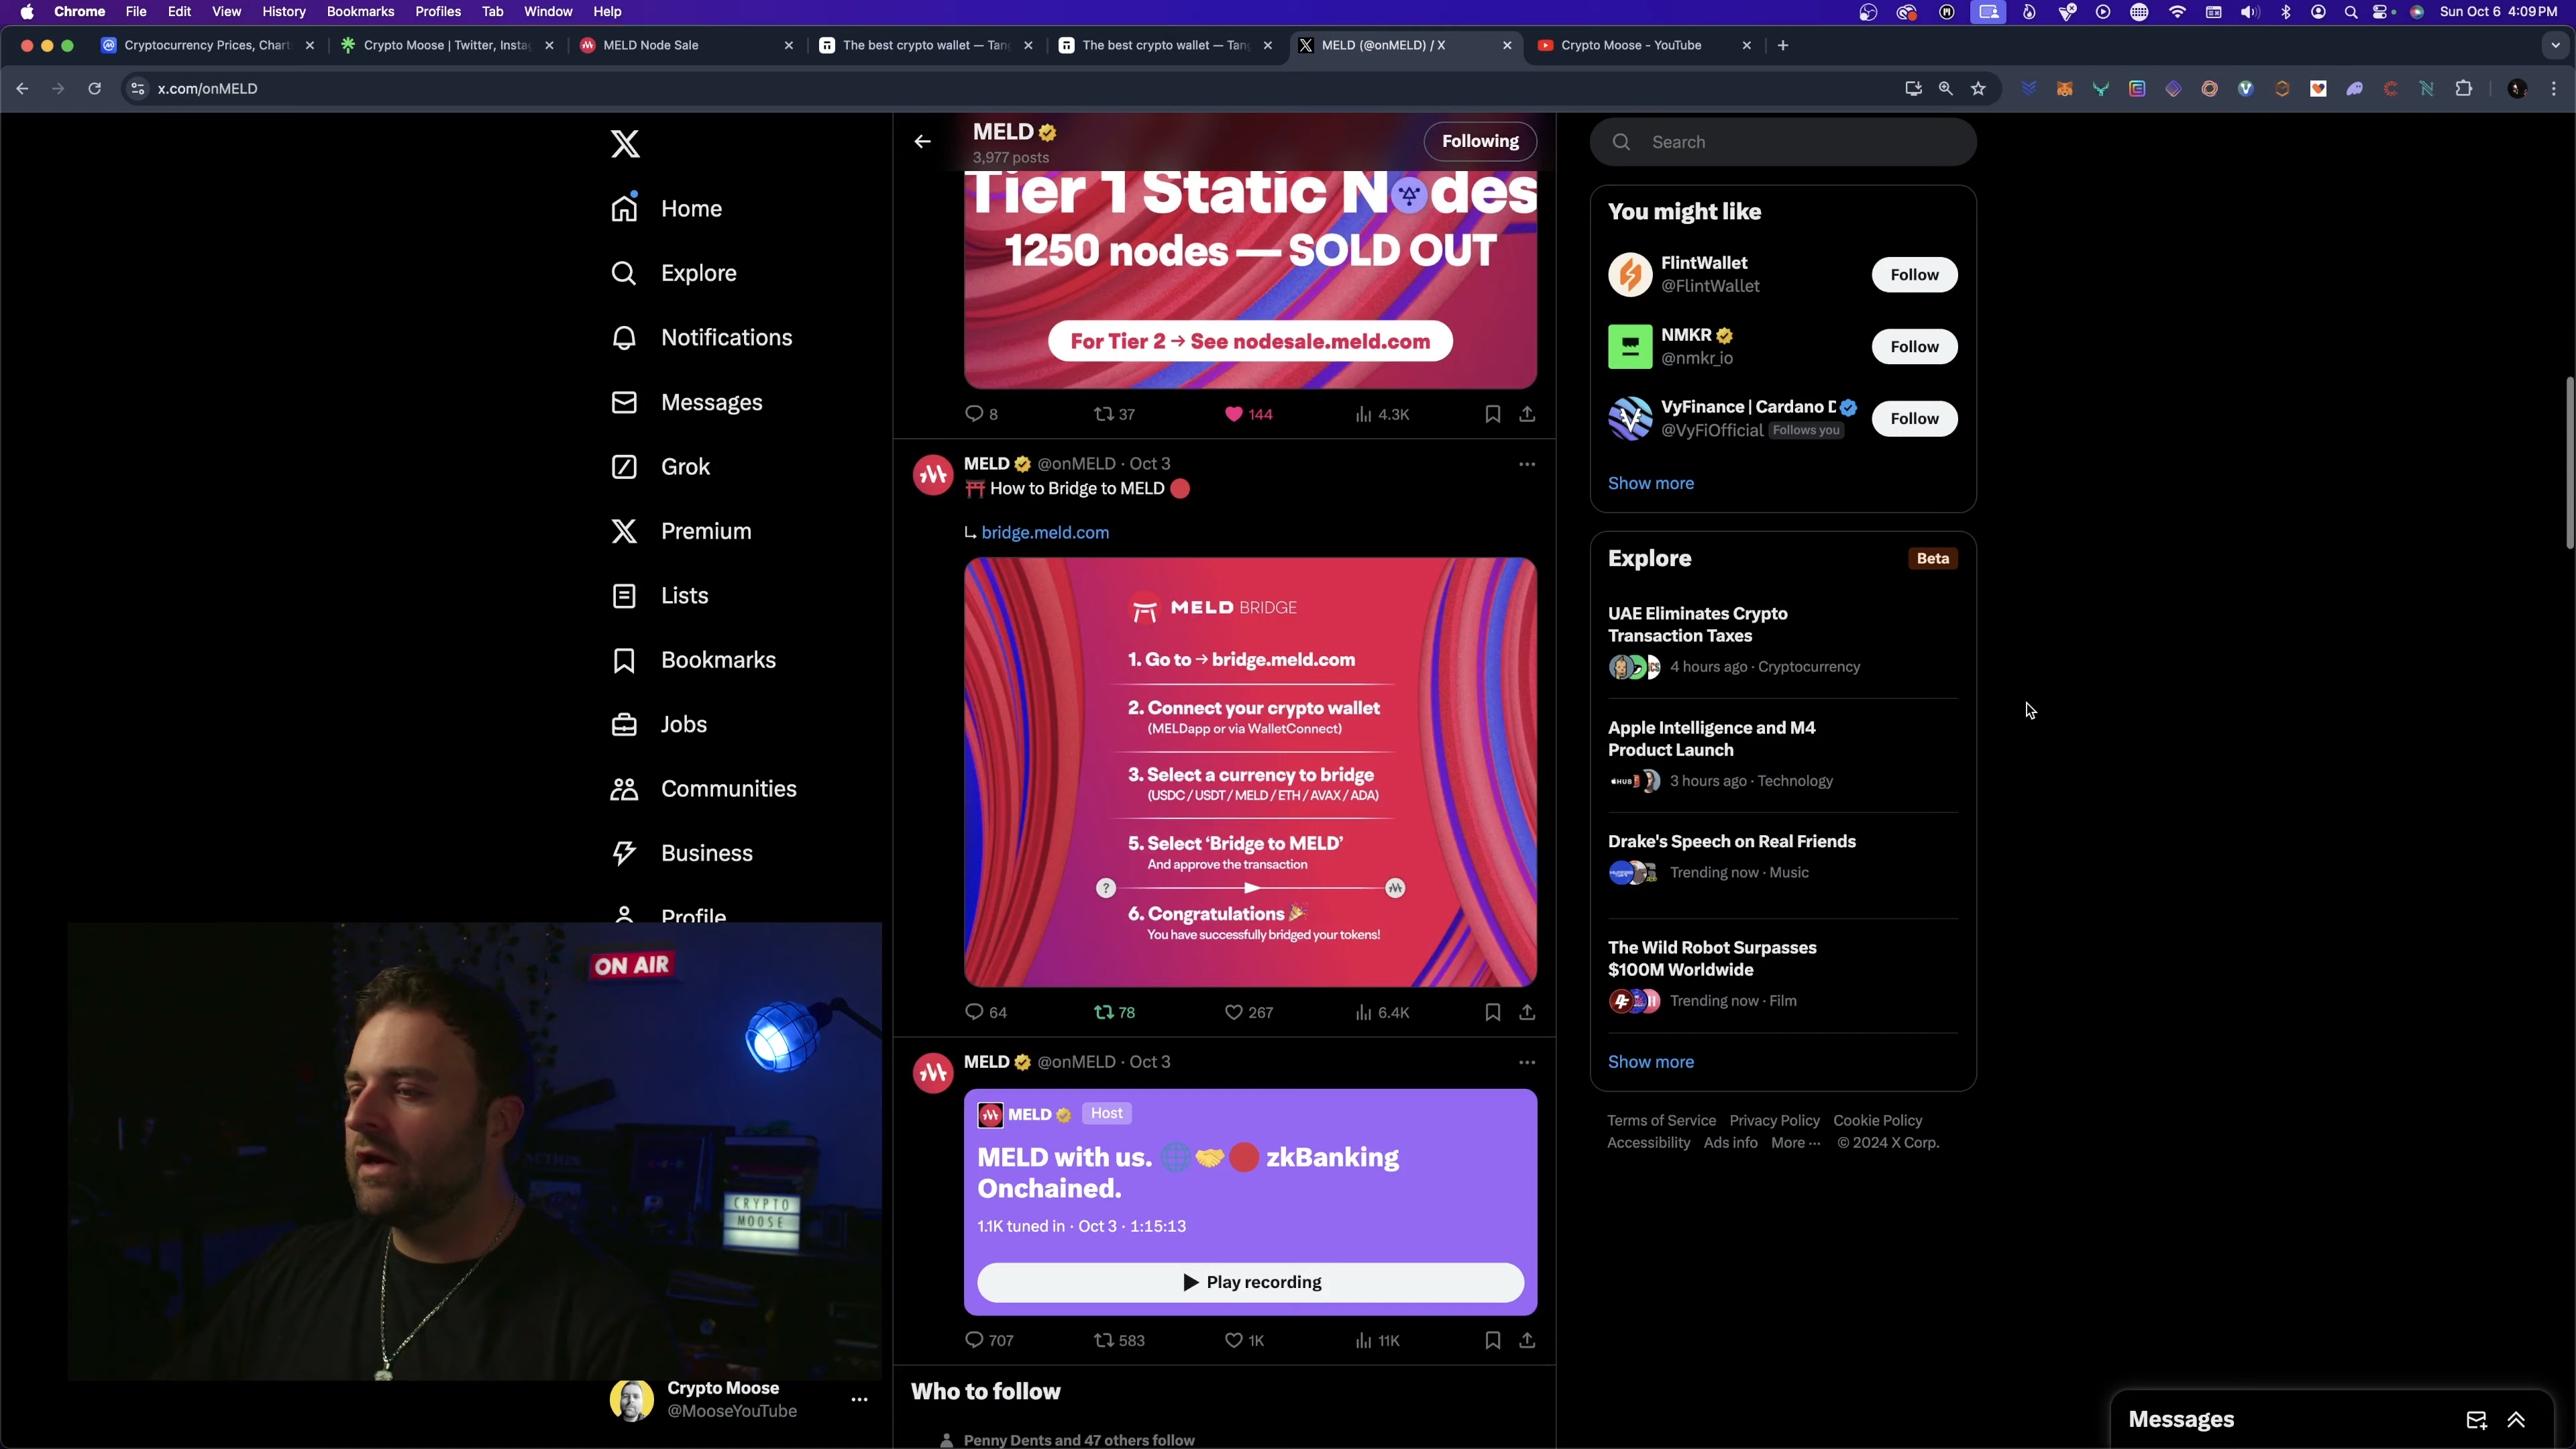 Chrome File Edit View History Bookmarks Profiles Tab Window Help
Sun Oct 6 4:09 PM
Cryptocurrency Prices, Chart
Crypto Moose | Twitter, Insta
MELD Node Sale
The best crypto wallet — Tang
The best crypto wallet — Tang
MELD (@onMELD) / X
Crypto Moose - YouTube
x.com/onMELD
Home
Explore
Notifications
Messages
Grok
Premium
Lists
Bookmarks
Jobs
Communities
Business
Profile
ON AIR
CRYPTO
MOOSE
Crypto Moose
@MooseYouTube
MELD
3,977 posts
Following
Tier 1 Static Nodes
1250 nodes — SOLD OUT
For Tier 2 → See nodesale.meld.com
8 37 144 4.3K
MELD @onMELD · Oct 3
⛩️ How to Bridge to MELD 🔴
↳ bridge.meld.com
MELD BRIDGE
1. Go to → bridge.meld.com
2. Connect your crypto wallet
(MELDapp or via WalletConnect)
3. Select a currency to bridge
(USDC / USDT / MELD / ETH / AVAX / ADA)
5. Select ‘Bridge to MELD’
And approve the transaction
?
6. Congratulations 🎉
You have successfully bridged your tokens!
64 78 267 6.4K
MELD @onMELD · Oct 3
MELD Host
MELD with us. 🌐🤝🔴 zkBanking
Onchained.
1.1K tuned in · Oct 3 · 1:15:13
Play recording
707 583 1K 11K
Who to follow
Penny Dents and 47 others follow
Search
You might like
FlintWallet
@FlintWallet
Follow
NMKR
@nmkr_io
Follow
VyFinance | Cardano D
@VyFiOfficial Follows you
Follow
Show more
Explore
Beta
UAE Eliminates Crypto
Transaction Taxes
4 hours ago · Cryptocurrency
Apple Intelligence and M4
Product Launch
3 hours ago · Technology
Drake's Speech on Real Friends
Trending now · Music
The Wild Robot Surpasses
$100M Worldwide
Trending now · Film
Show more
Terms of Service Privacy Policy Cookie Policy
Accessibility Ads info More ··· © 2024 X Corp.
Messages